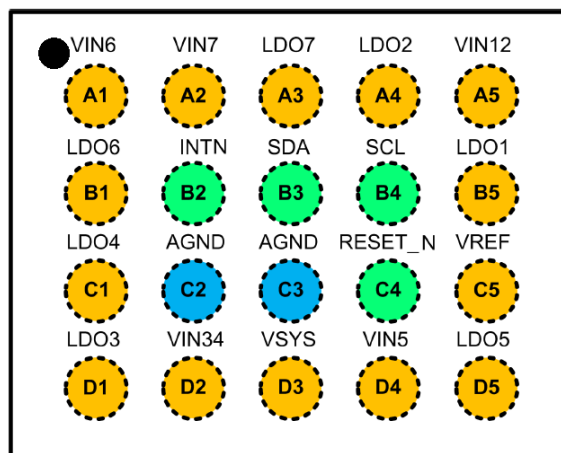 VIN6 VIN7 LDO7 LDO2 VIN12
A1 A2 A3 A4 A5
LDO6 INTN SDA SCL LDO1
B1 B2 B3 B4 B5
LDO4 AGND AGND RESET_N VREF
C1 C2 C3 C4 C5
LDO3 VIN34 VSYS VIN5 LDO5
D1 D2 D3 D4 D5